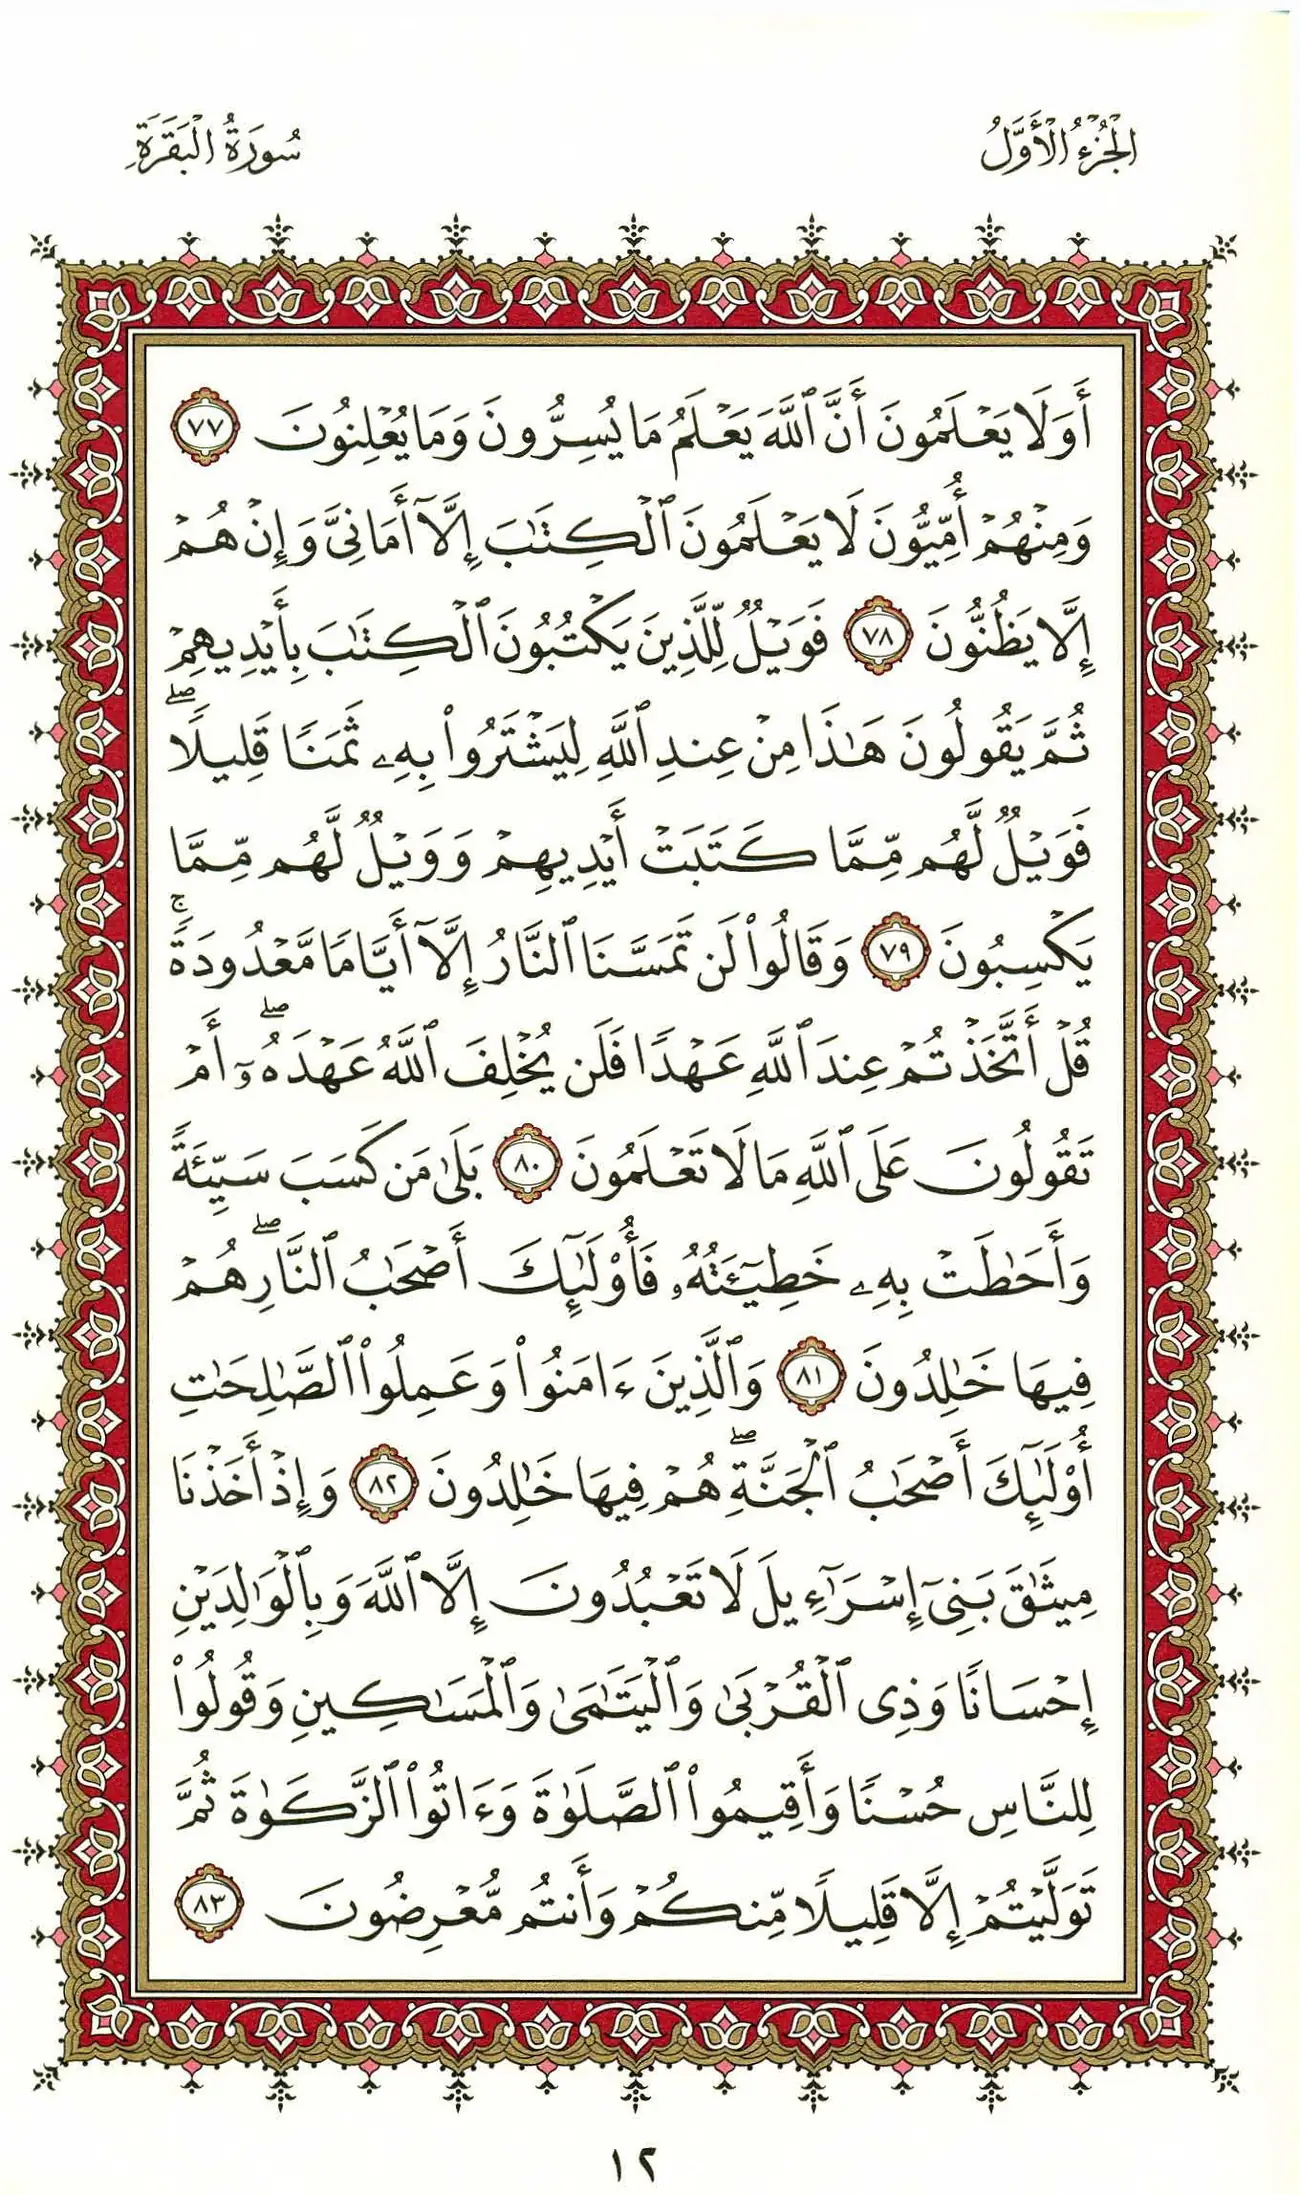 الجُزْءُ الْأَوَّلُ
سُورَةُ الْبَقَرَةِ
أَوَلَا يَعْلَمُونَ أَنَّ ٱللَّهَ يَعْلَمُ مَا يُسِرُّونَ وَمَا يُعْلِنُونَ ٧٧
وَمِنْهُمْ أُمِّيُّونَ لَا يَعْلَمُونَ ٱلْكِتَٰبَ إِلَّآ أَمَانِىَّ وَإِنْ هُمْ
إِلَّا يَظُنُّونَ ٧٨ فَوَيْلٌ لِّلَّذِينَ يَكْتُبُونَ ٱلْكِتَٰبَ بِأَيْدِيهِمْ
ثُمَّ يَقُولُونَ هَٰذَا مِنْ عِندِ ٱللَّهِ لِيَشْتَرُوا۟ بِهِۦ ثَمَنًا قَلِيلًا ۖ
فَوَيْلٌ لَّهُم مِّمَّا كَتَبَتْ أَيْدِيهِمْ وَوَيْلٌ لَّهُم مِّمَّا
يَكْسِبُونَ ٧٩ وَقَالُوا۟ لَن تَمَسَّنَا ٱلنَّارُ إِلَّآ أَيَّامًا مَّعْدُودَةً ۚ
قُلْ أَتَّخَذْتُمْ عِندَ ٱللَّهِ عَهْدًا فَلَن يُخْلِفَ ٱللَّهُ عَهْدَهُۥٓ ۖ أَمْ
تَقُولُونَ عَلَى ٱللَّهِ مَا لَا تَعْلَمُونَ ٨٠ بَلَىٰ مَن كَسَبَ سَيِّئَةً
وَأَحَٰطَتْ بِهِۦ خَطِيٓـَٔتُهُۥ فَأُو۟لَٰٓئِكَ أَصْحَٰبُ ٱلنَّارِ ۖ هُمْ
فِيهَا خَٰلِدُونَ ٨١ وَٱلَّذِينَ ءَامَنُوا۟ وَعَمِلُوا۟ ٱلصَّٰلِحَٰتِ
أُو۟لَٰٓئِكَ أَصْحَٰبُ ٱلْجَنَّةِ ۖ هُمْ فِيهَا خَٰلِدُونَ ٨٢ وَإِذْ أَخَذْنَا
مِيثَٰقَ بَنِىٓ إِسْرَٰٓءِيلَ لَا تَعْبُدُونَ إِلَّا ٱللَّهَ وَبِٱلْوَٰلِدَيْنِ
إِحْسَانًا وَذِى ٱلْقُرْبَىٰ وَٱلْيَتَٰمَىٰ وَٱلْمَسَٰكِينِ وَقُولُوا۟
لِلنَّاسِ حُسْنًا وَأَقِيمُوا۟ ٱلصَّلَوٰةَ وَءَاتُوا۟ ٱلزَّكَوٰةَ ثُمَّ
تَوَلَّيْتُمْ إِلَّا قَلِيلًا مِّنكُمْ وَأَنتُم مُّعْرِضُونَ ٨٣
١٢